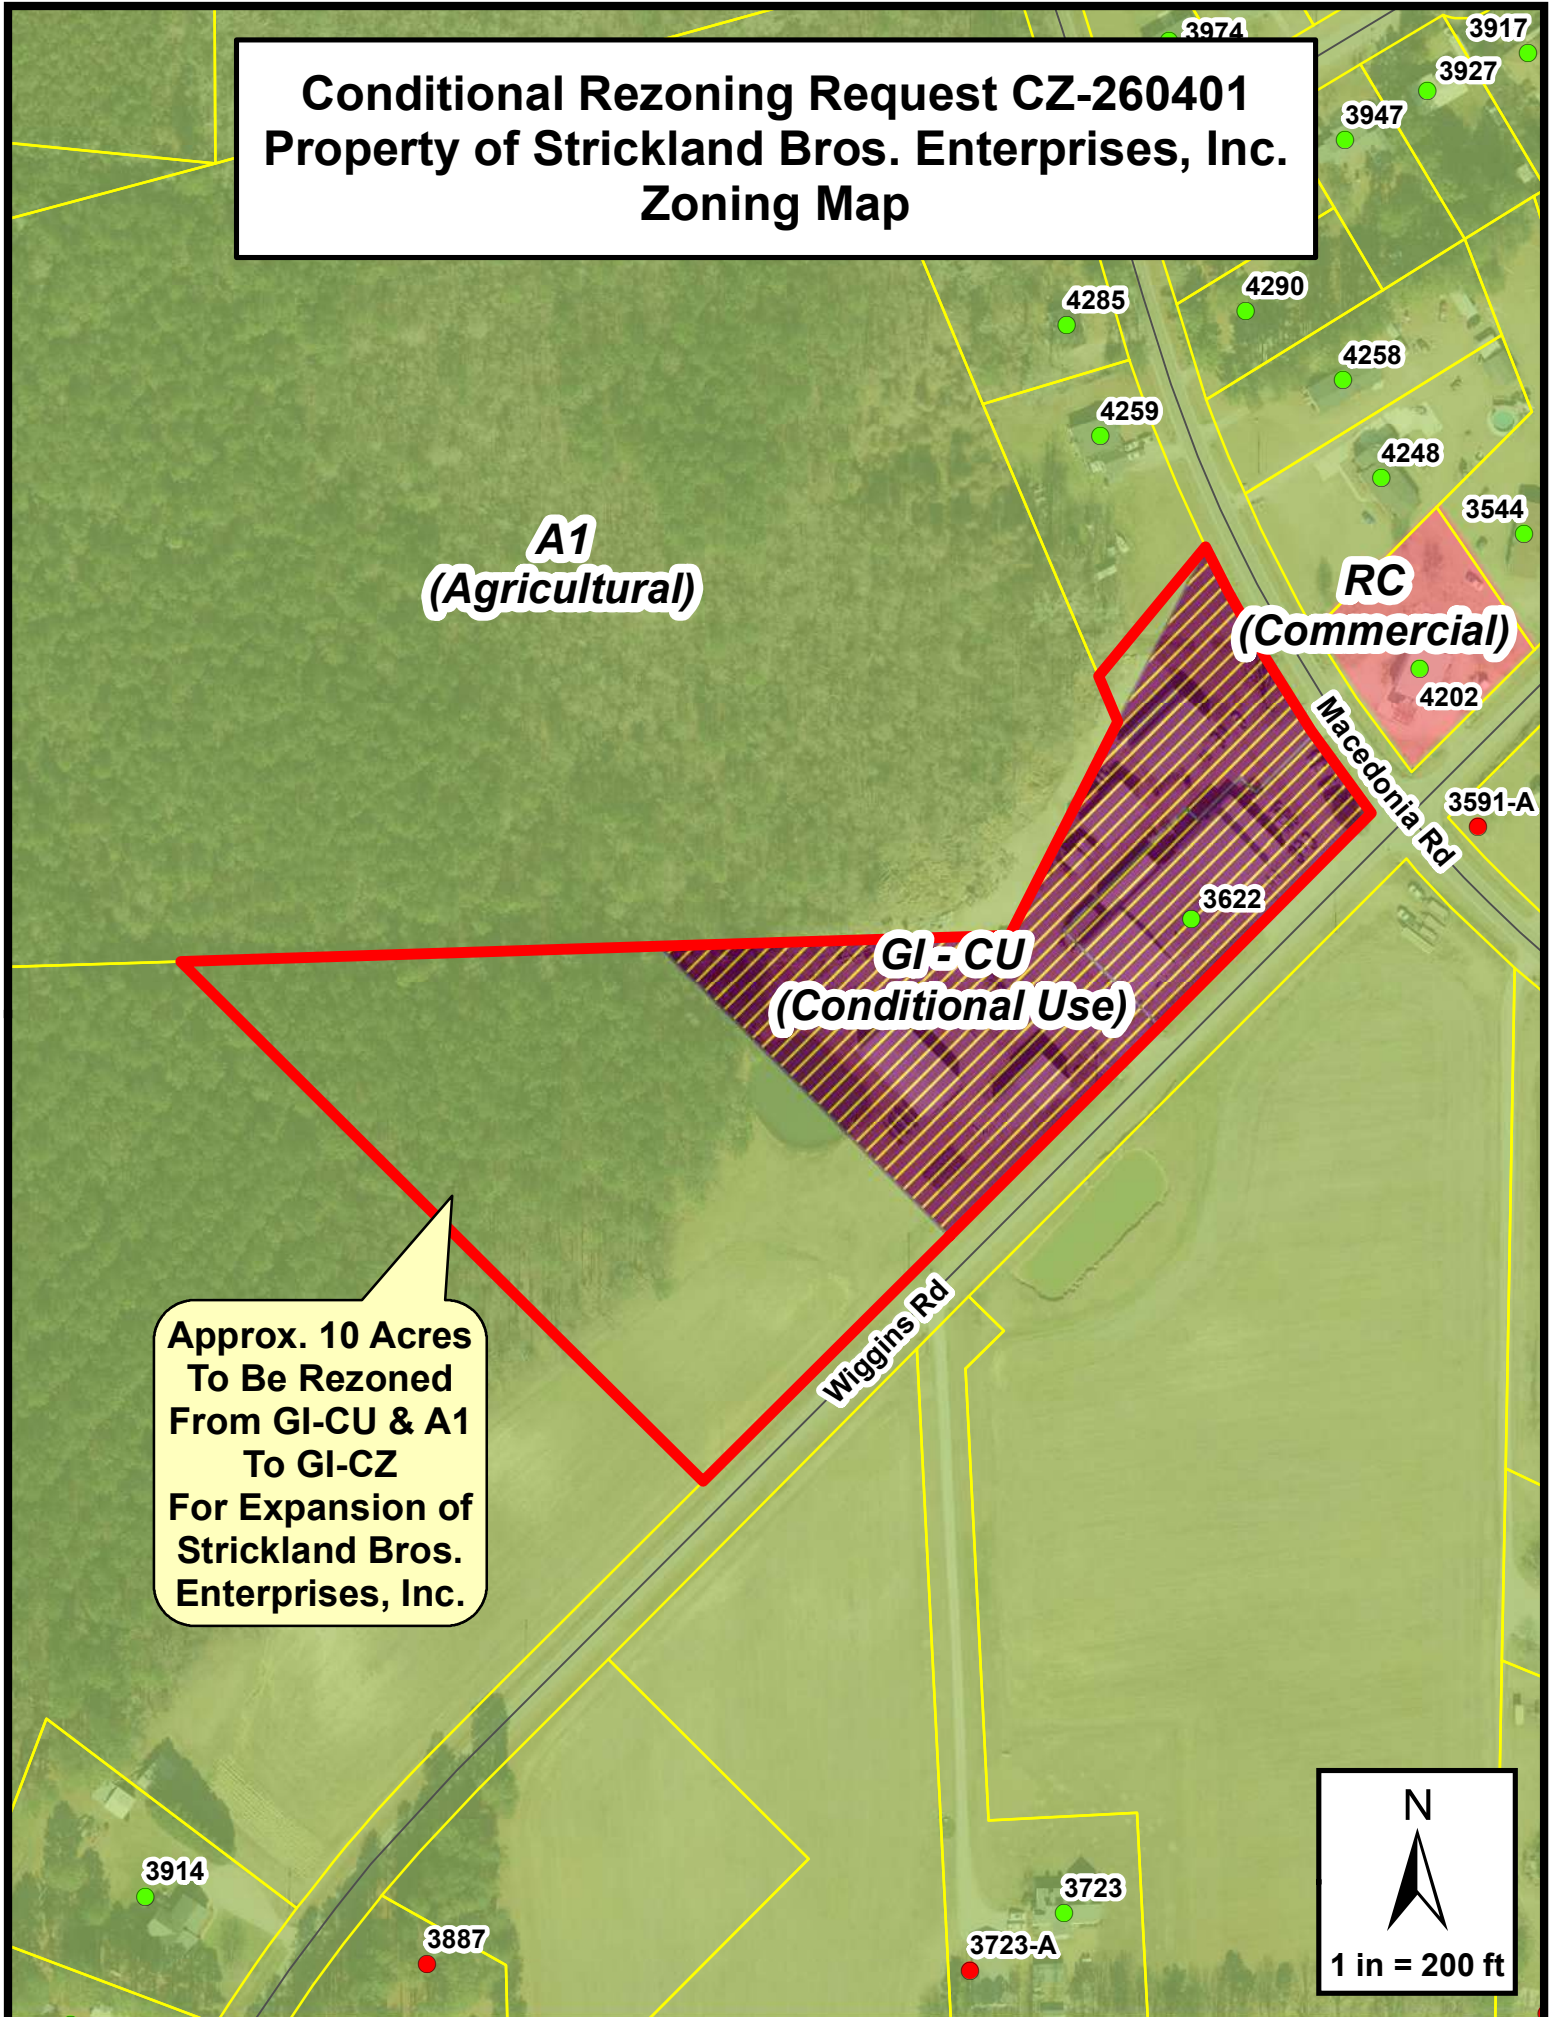 3974
3917
3927
3947
Conditional Rezoning Request CZ-260401
Property of Strickland Bros. Enterprises, Inc.
Zoning Map
4285
4290
4258
4259
4248
3544
A1
(Agricultural)
RC
(Commercial)
4202
Macedonia Rd
3591-A
3622
GI - CU
(Conditional Use)
Wiggins Rd
Approx. 10 Acres
To Be Rezoned
From GI-CU & A1
To GI-CZ
For Expansion of
Strickland Bros.
Enterprises, Inc.
3914
3887
3723
3723-A
N
1 in = 200 ft